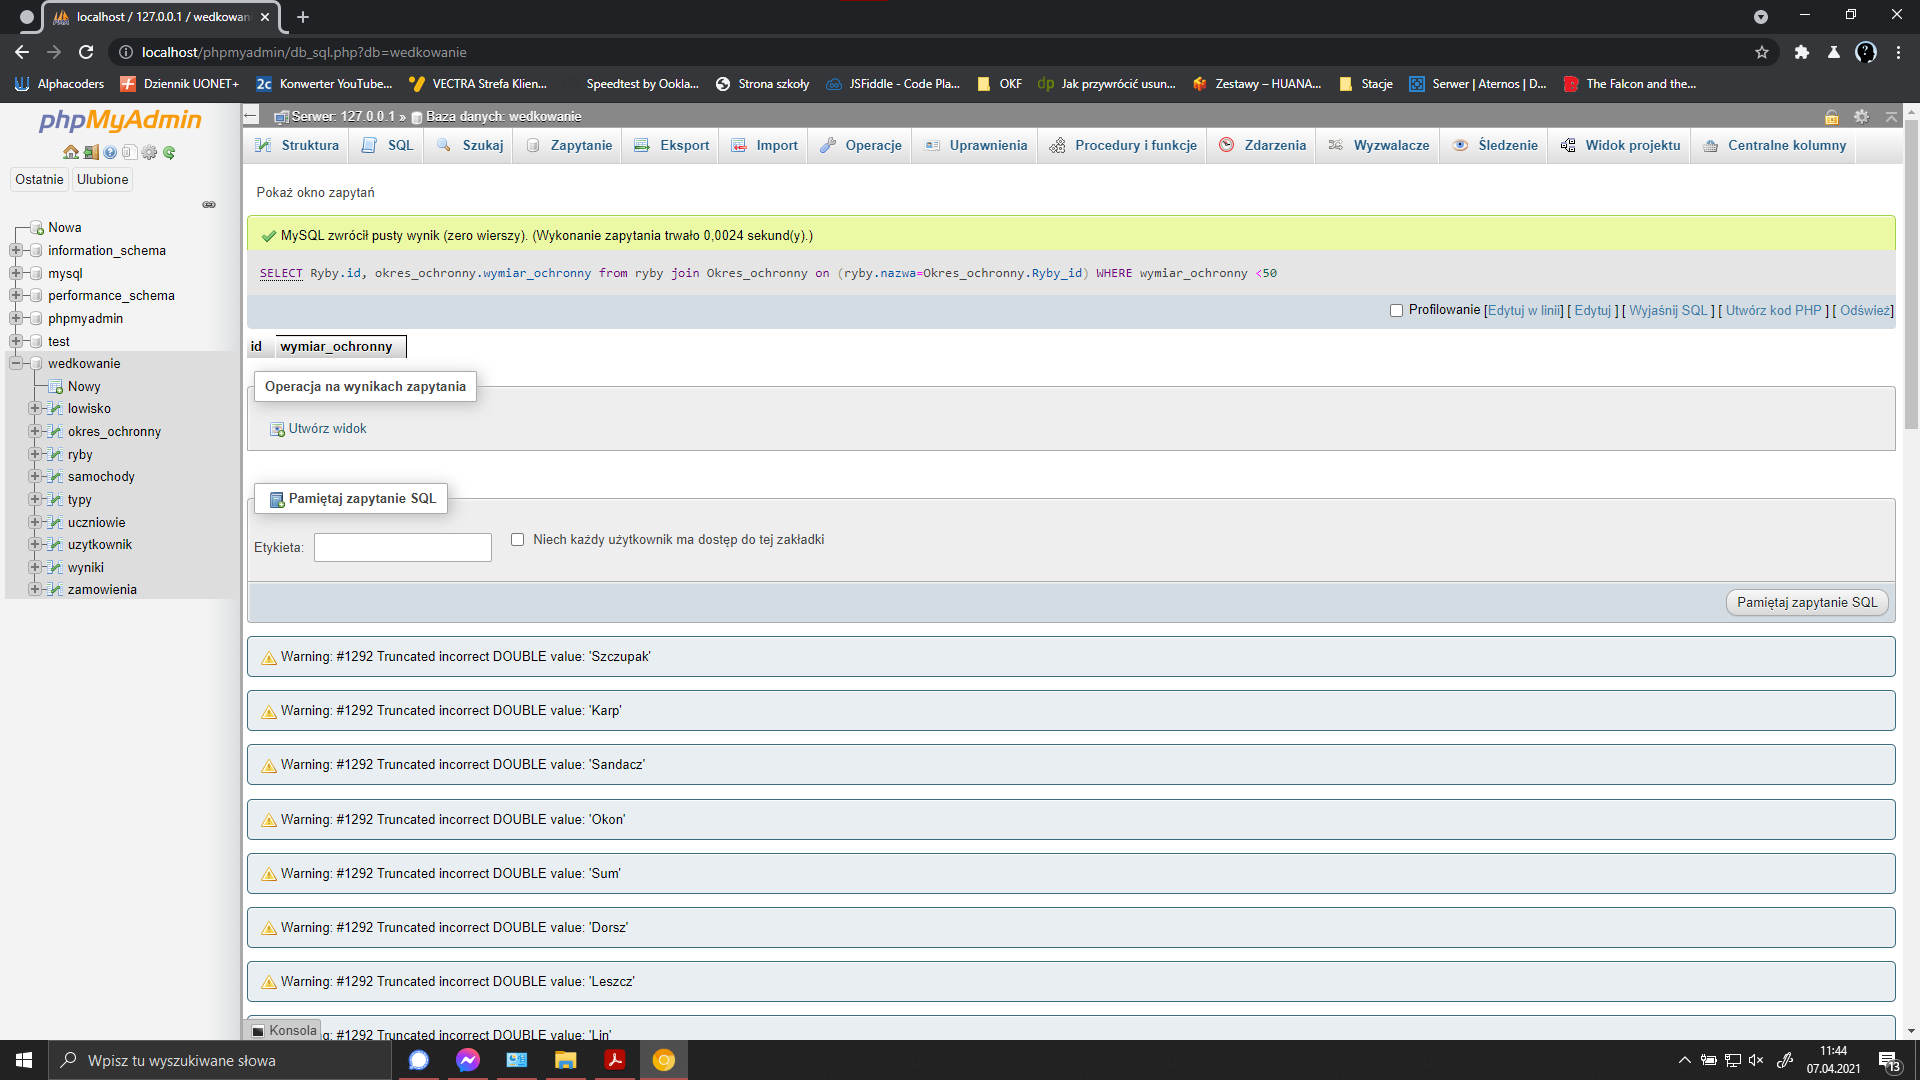 localhost / 127.0.0.1 / wedkowan
localhost/phpmyadmin/db_sql.php?db=wedkowanie
Alphacoders
Dziennik UONET+
2c Konwerter YouTube...
VECTRA Strefa Klien...
Speedtest by Ookla...
Strona szkoły
JSFiddle - Code Pla...
OKF
dp Jak przywrócić usun...
Zestawy – HUANA...
Stacje
Serwer | Aternos | D...
The Falcon and the...
phpMyAdmin
Ostatnie
Ulubione
Nowa
information_schema
mysql
performance_schema
phpmyadmin
test
wedkowanie
Nowy
lowisko
okres_ochronny
ryby
samochody
typy
uczniowie
uzytkownik
wyniki
zamowienia
Serwer: 127.0.0.1 » Baza danych: wedkowanie
Struktura
SQL
Szukaj
Zapytanie
Eksport
Import
Operacje
Uprawnienia
Procedury i funkcje
Zdarzenia
Wyzwalacze
Śledzenie
Widok projektu
Centralne kolumny
Pokaż okno zapytań
MySQL zwrócił pusty wynik (zero wierszy). (Wykonanie zapytania trwało 0,0024 sekund(y).)
SELECT Ryby.id, okres_ochronny.wymiar_ochronny from ryby join Okres_ochronny on (ryby.nazwa=Okres_ochronny.Ryby_id) WHERE wymiar_ochronny <50
Profilowanie [Edytuj w linii] [ Edytuj ] [ Wyjaśnij SQL ] [ Utwórz kod PHP ] [ Odśwież]
id wymiar_ochronny
Operacja na wynikach zapytania
Utwórz widok
Pamiętaj zapytanie SQL
Etykieta:
Niech każdy użytkownik ma dostęp do tej zakładki
Pamiętaj zapytanie SQL
Warning: #1292 Truncated incorrect DOUBLE value: 'Szczupak'
Warning: #1292 Truncated incorrect DOUBLE value: 'Karp'
Warning: #1292 Truncated incorrect DOUBLE value: 'Sandacz'
Warning: #1292 Truncated incorrect DOUBLE value: 'Okon'
Warning: #1292 Truncated incorrect DOUBLE value: 'Sum'
Warning: #1292 Truncated incorrect DOUBLE value: 'Dorsz'
Warning: #1292 Truncated incorrect DOUBLE value: 'Leszcz'
g: #1292 Truncated incorrect DOUBLE value: 'Lin'
Konsola
Wpisz tu wyszukiwane słowa
11:44
07.04.2021
13